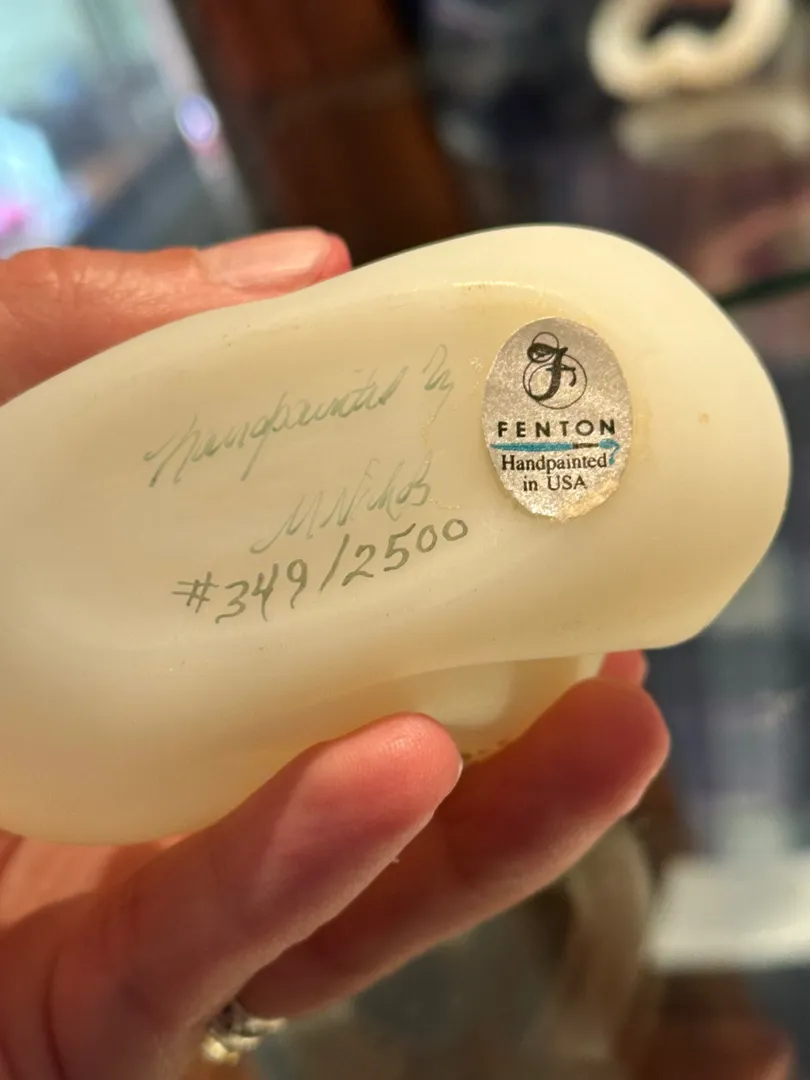 handpainted by
M Nichols
#349/2500
F
FENTON
Handpainted
in USA